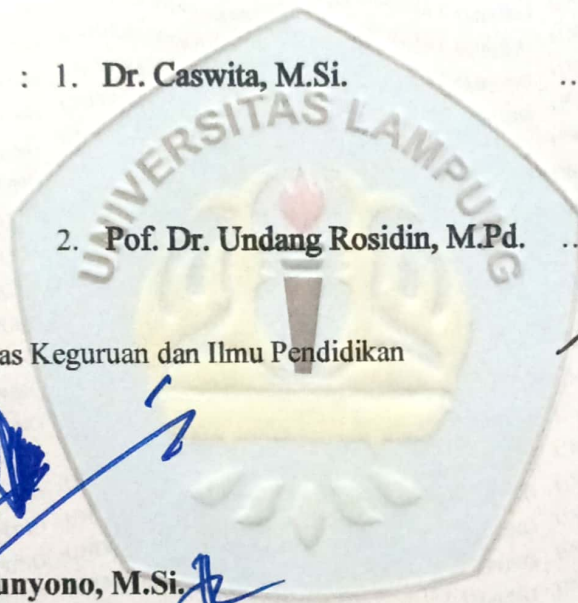 : 1. Dr. Caswita, M.Si. ..
UNIVERSITAS LAMPUNG
2. Pof. Dr. Undang Rosidin, M.Pd. ..
as Keguruan dan Ilmu Pendidikan
unyono, M.Si.